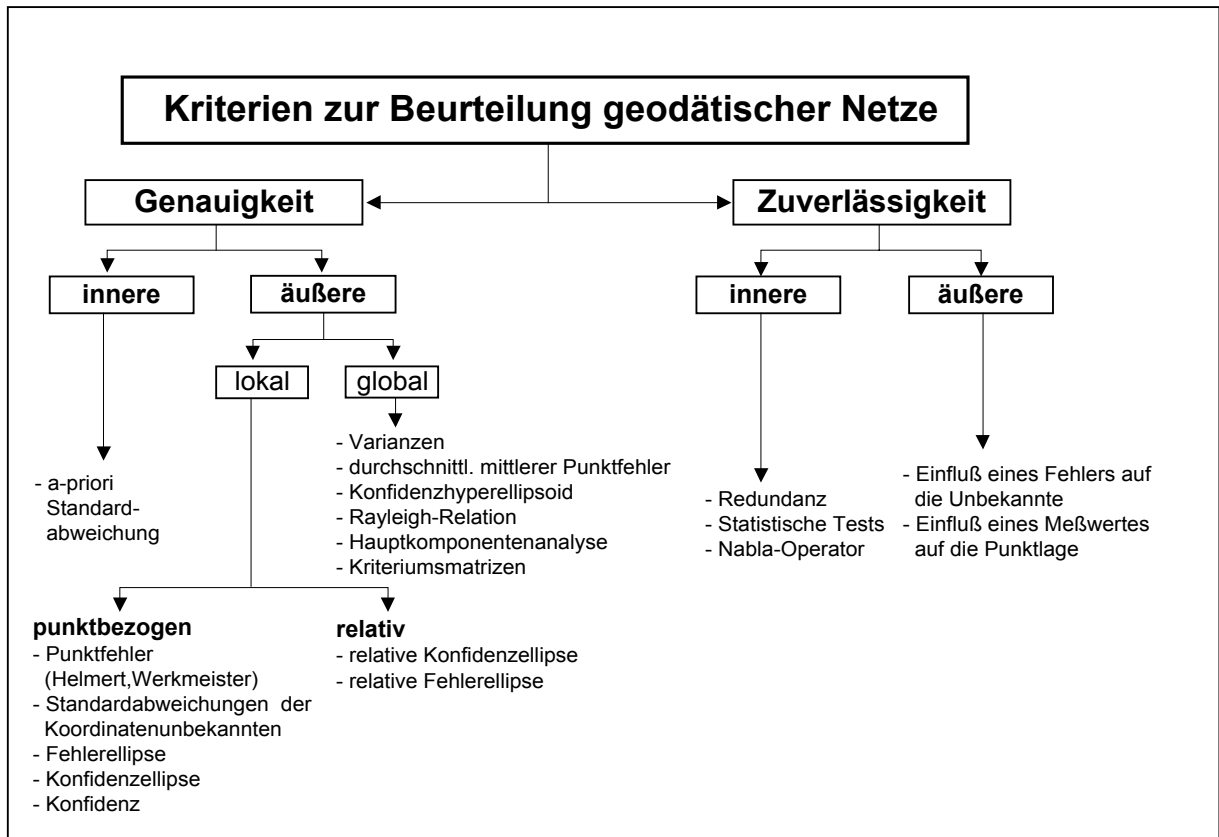 Kriterien zur Beurteilung geodätischer Netze
Genauigkeit
Zuverlässigkeit
innere
äußere
innere
äußere
lokal
global
- a-priori
Standard-
abweichung
- Varianzen
- durchschnittl. mittlerer Punktfehler
- Konfidenzhyperellipsoid
- Rayleigh-Relation
- Hauptkomponentenanalyse
- Kriteriumsmatrizen
- Redundanz
- Statistische Tests
- Nabla-Operator
- Einfluß eines Fehlers auf
die Unbekannte
- Einfluß eines Meßwertes
auf die Punktlage
punktbezogen
- Punktfehler
(Helmert,Werkmeister)
- Standardabweichungen der
Koordinatenunbekannten
- Fehlerellipse
- Konfidenzellipse
- Konfidenz
relativ
- relative Konfidenzellipse
- relative Fehlerellipse